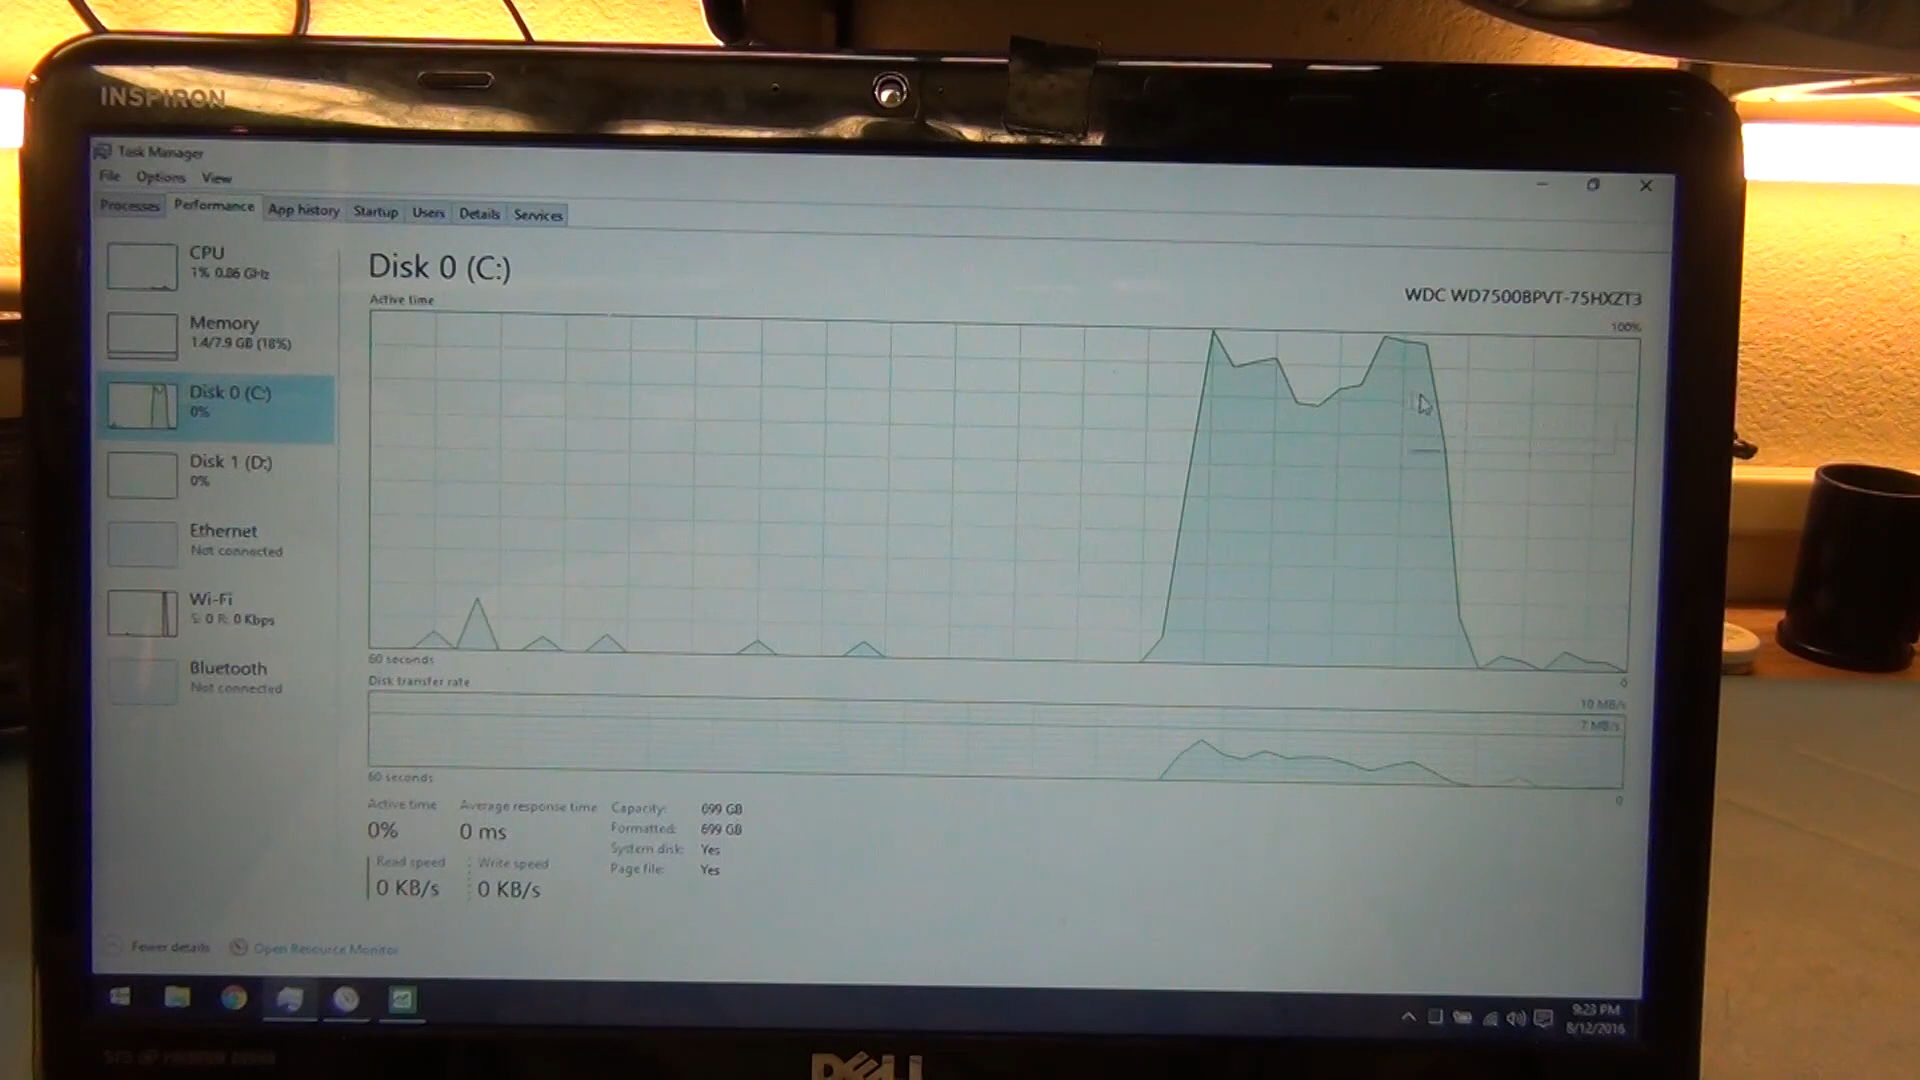 INSPIRON
Task Manager
File Options View
Processes Performance App history Startup Users Details Services
CPU
1% 0.86 GHz
Memory
1.4/7.9 GB (18%)
Disk 0 (C:)
0%
Disk 1 (D:)
0%
Ethernet
Not connected
Wi-Fi
S: 0 R: 0 Kbps
Bluetooth
Not connected
Disk 0 (C:)
WDC WD7500BPVT-75HXZT3
Active time
100%
60 seconds
0
Disk transfer rate
10 MB/s
7 MB/s
60 seconds
0
Active time
0%
Average response time
0 ms
Read speed
0 KB/s
Write speed
0 KB/s
Capacity: 699 GB
Formatted: 699 GB
System disk: Yes
Page file: Yes
Fewer details Open Resource Monitor
9:23 PM
8/12/2016
DELL